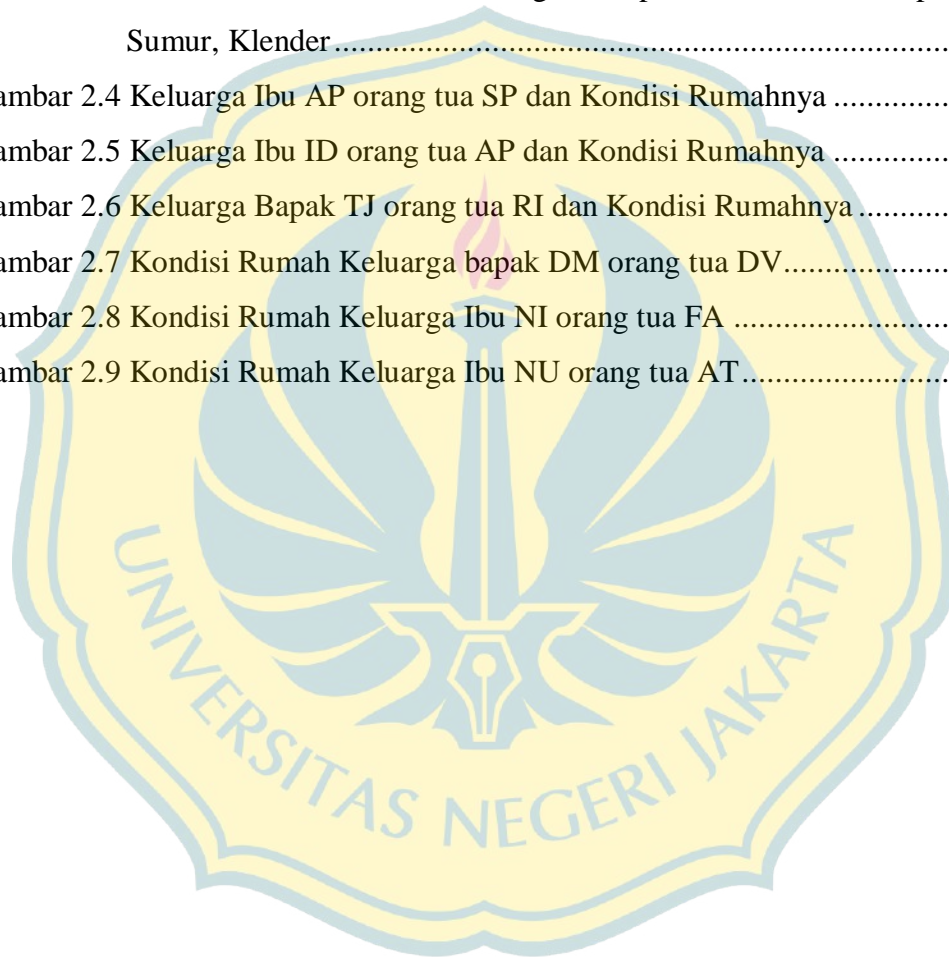 Sumur, Klender ........................................................................
ambar 2.4 Keluarga Ibu AP orang tua SP dan Kondisi Rumahnya ..............
ambar 2.5 Keluarga Ibu ID orang tua AP dan Kondisi Rumahnya ..............
ambar 2.6 Keluarga Bapak TJ orang tua RI dan Kondisi Rumahnya ...........
ambar 2.7 Kondisi Rumah Keluarga bapak DM orang tua DV....................
ambar 2.8 Kondisi Rumah Keluarga Ibu NI orang tua FA ..........................
ambar 2.9 Kondisi Rumah Keluarga Ibu NU orang tua AT.........................
UNIVERSITAS NEGERI JAKARTA